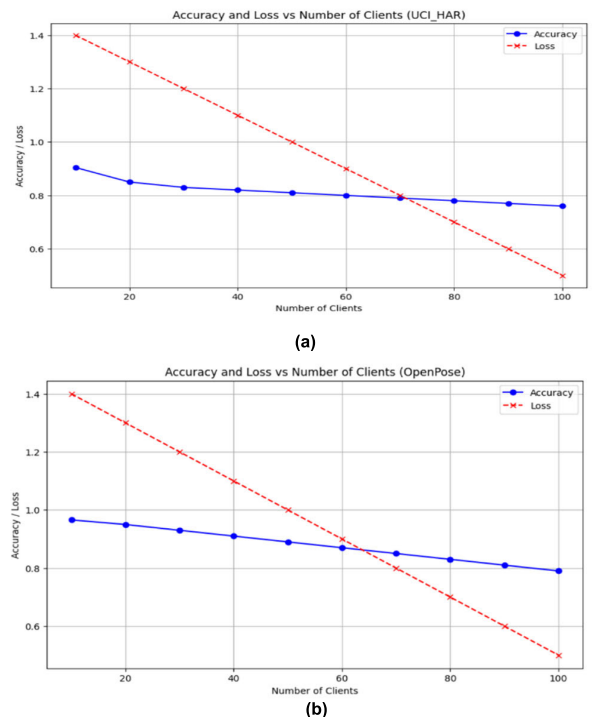 Accuracy and Loss vs Number of Clients (UCI_HAR)
Accuracy
Loss
Accuracy / Loss
1.4
1.2
1.0
0.8
0.6
20 40 60 80 100
Number of Clients
(a)
Accuracy and Loss vs Number of Clients (OpenPose)
Accuracy
Loss
Accuracy / Loss
1.4
1.2
1.0
0.8
0.6
20 40 60 80 100
Number of Clients
(b)